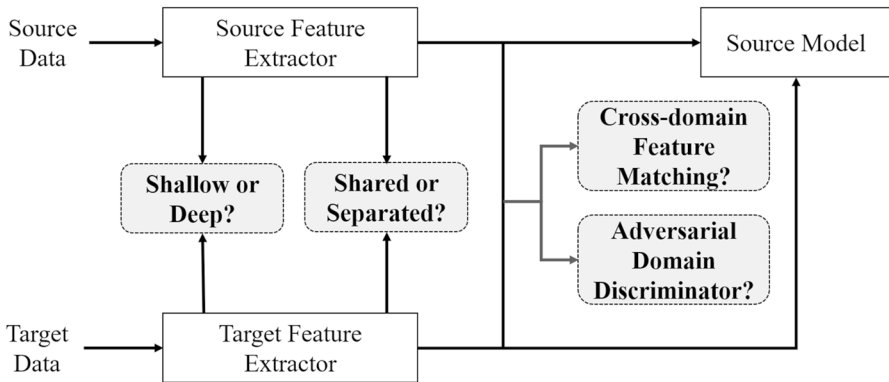 Source
Data
Source Feature
Extractor
Source Model
Cross-domain
Feature
Matching?
Shallow or
Deep?
Shared or
Separated?
Adversarial
Domain
Discriminator?
Target
Data
Target Feature
Extractor